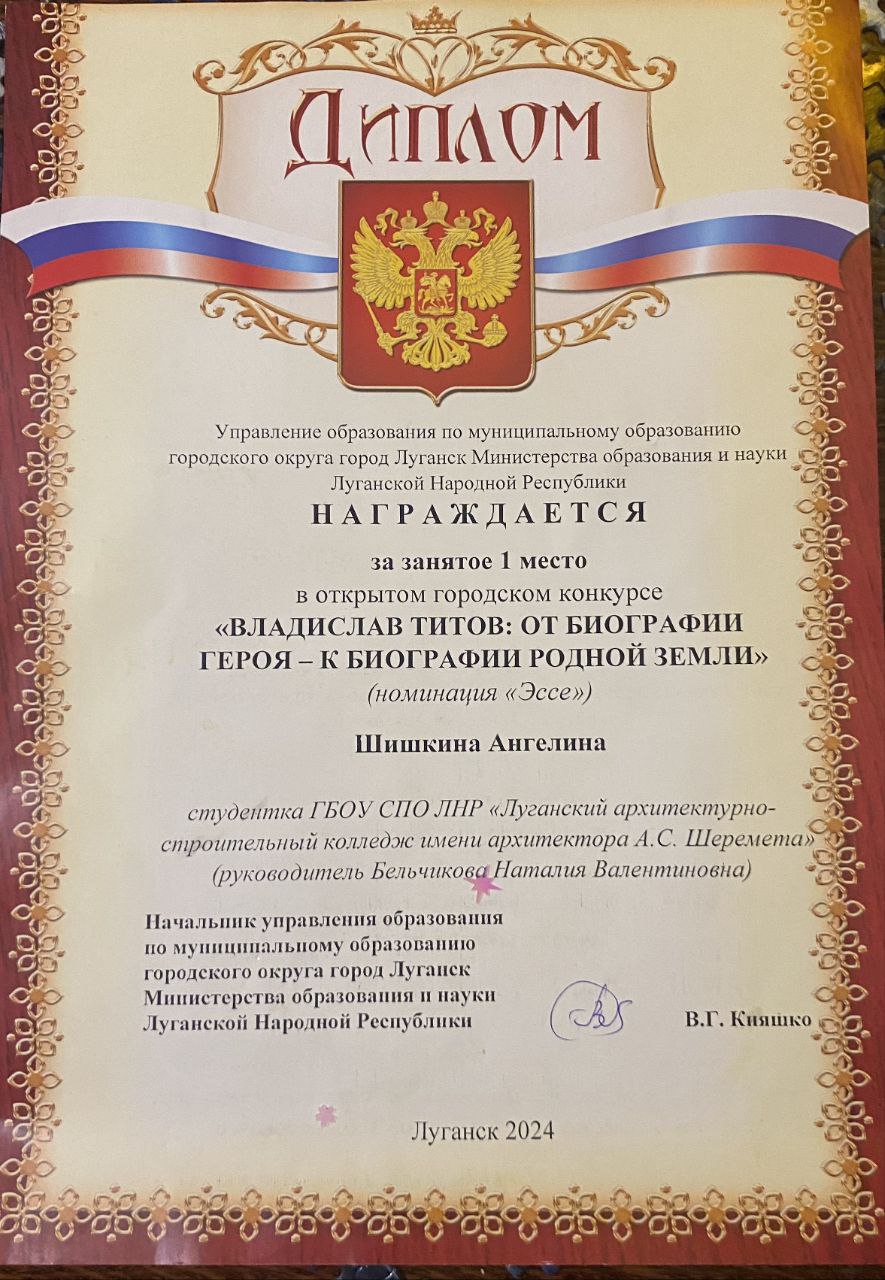 Диплом
Управление образования по муниципальному образованию
городского округа город Луганск Министерства образования и науки
Луганской Народной Республики
НАГРАЖДАЕТСЯ
за занятое 1 место
в открытом городском конкурсе
«ВЛАДИСЛАВ ТИТОВ: ОТ БИОГРАФИИ
ГЕРОЯ – К БИОГРАФИИ РОДНОЙ ЗЕМЛИ»
(номинация «Эссе»)
Шишкина Ангелина
студентка ГБОУ СПО ЛНР «Луганский архитектурно-
строительный колледж имени архитектора А.С. Шеремета»
(руководитель Бельчикова Наталия Валентиновна)
Начальник управления образования
по муниципальному образованию
городского округа город Луганск
Министерства образования и науки
Луганской Народной Республики
В.Г. Кияшко
Луганск 2024